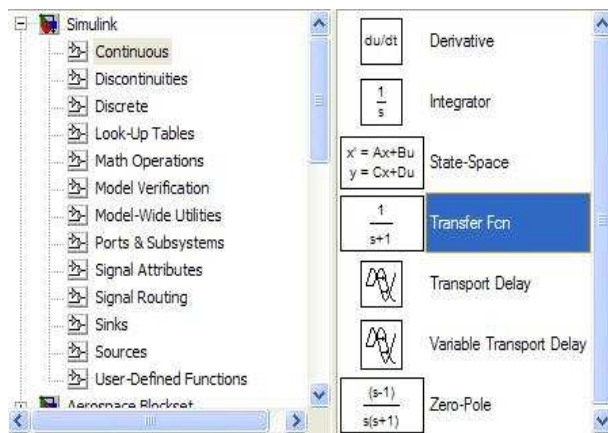 Simulink
Continuous
Discontinuities
Discrete
Look-Up Tables
Math Operations
Model Verification
Model-Wide Utilities
Ports & Subsystems
Signal Attributes
Signal Routing
Sinks
Sources
User-Defined Functions
Aerospace Blockset
du/dt
Derivative
1
s
Integrator
x' = Ax+Bu
y = Cx+Du
State-Space
1
s+1
Transfer Fcn
Transport Delay
Variable Transport Delay
(s-1)
s(s+1)
Zero-Pole